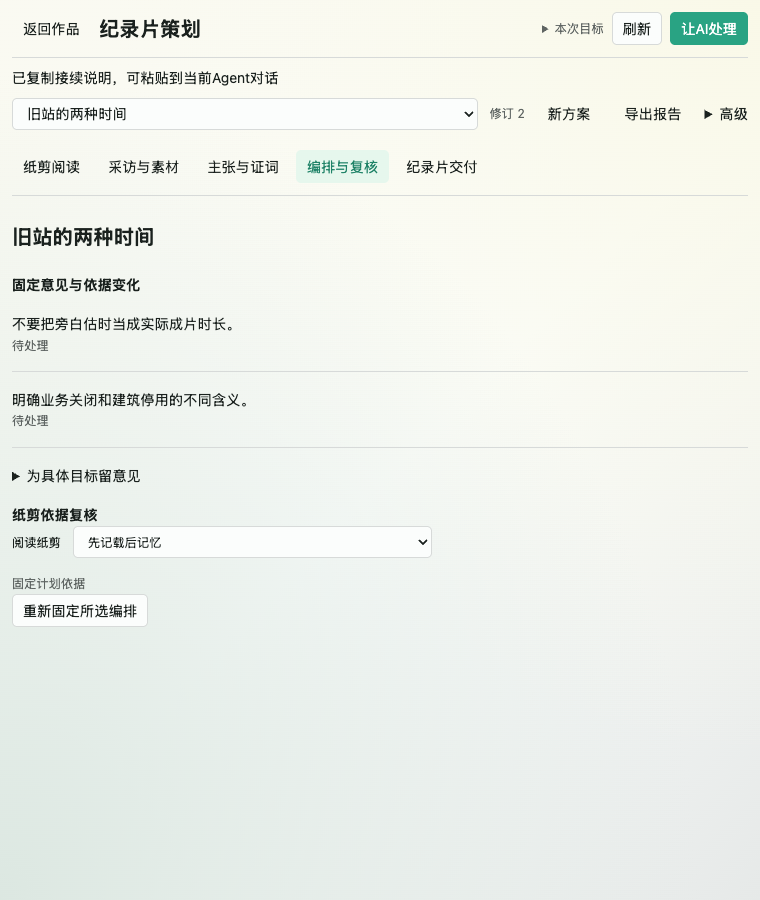 返回作品 纪录片策划 ▶ 本次目标 刷新 让AI处理
已复制接续说明，可粘贴到当前Agent对话
旧站的两种时间 修订 2 新方案 导出报告 ▶ 高级
纸剪阅读 采访与素材 主张与证词 编排与复核 纪录片交付
旧站的两种时间
固定意见与依据变化
不要把旁白估时当成实际成片时长。
待处理
明确业务关闭和建筑停用的不同含义。
待处理
▶ 为具体目标留意见
纸剪依据复核
阅读纸剪 先记载后记忆
固定计划依据
重新固定所选编排